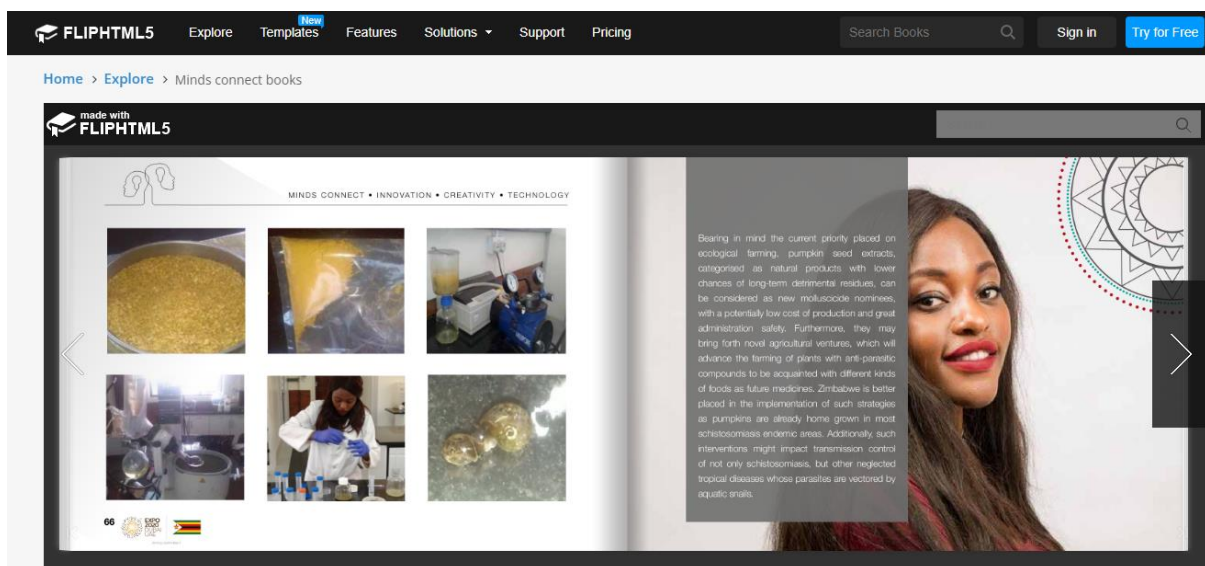 FLIPHTML5 Explore Templates New Features Solutions Support Pricing Search Books Sign in Try for Free
Home > Explore > Minds connect books
made with
FLIPHTML5
MINDS CONNECT • INNOVATION • CREATIVITY • TECHNOLOGY
66 EXPO
2020
Bearing in mind the current priority placed on
ecological farming, pumpkin seed extracts,
categorised as natural products with lower
chances of long-term detrimental residues, can
be considered as new molluscicide nominees,
with a potentially low cost of production and great
administration safety. Furthermore, they may
bring forth novel agricultural ventures, which will
advance the farming of plants with anti-parasitic
compounds to be acquainted with different kinds
of foods as future medicines. Zimbabwe is better
placed in the implementation of such strategies
as pumpkins are already home grown in most
schistosomiasis endemic areas. Additionally, such
interventions might impact transmission control
of not only schistosomiasis, but other neglected
tropical diseases whose parasites are vectored by
aquatic snails.